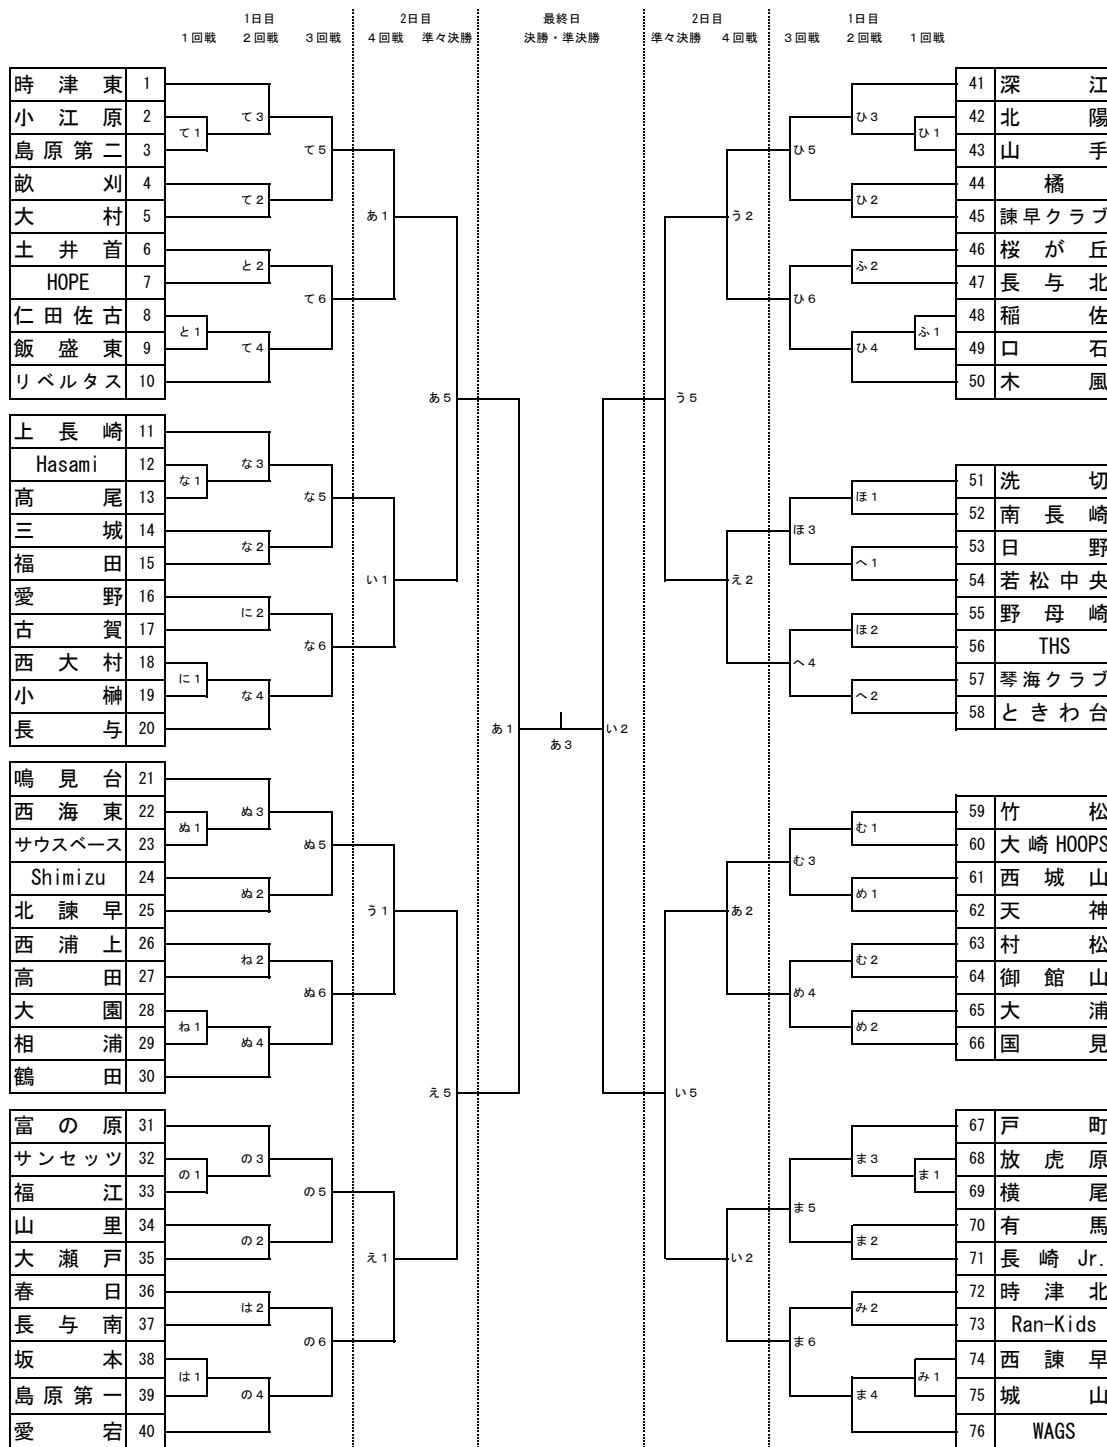 1日目 2日目 最終日 2日目 1日目
1回戦 2回戦 3回戦 4回戦 準々決勝 決勝・準決勝 準々決勝 4回戦 3回戦 2回戦 1回戦
時津東 1
小江原 2
島原第二 3
畝刈 4
大村 5
土井首 6
HOPE 7
仁田佐古 8
飯盛東 9
リベルタス 10
て1
て3
て2
て5
と2
と1
て4
て6
あ1
上長崎 11
Hasami 12
髙尾 13
三城 14
福田 15
愛野 16
古賀 17
西大村 18
小榊 19
長与 20
な1
な3
な2
な5
に2
に1
な4
な6
い1
あ5
鳴見台 21
西海東 22
サウスベース 23
Shimizu 24
北諫早 25
西浦上 26
高田 27
大園 28
相浦 29
鶴田 30
ぬ1
ぬ3
ぬ2
ぬ5
ね2
ね1
ぬ4
ぬ6
う1
富の原 31
サンセッツ 32
福江 33
山里 34
大瀬戸 35
春日 36
長与南 37
坂本 38
島原第一 39
愛宕 40
の1
の3
の2
の5
は2
は1
の4
の6
え1
え5
あ1
あ3
い2
41 深江
42 北陽
43 山手
44 橘
45 諫早クラブ
46 桜が丘
47 長与北
48 稲佐
49 口石
50 木風
ひ3
ひ1
ひ5
ひ2
う2
ふ2
ひ6
ふ1
ひ4
う5
51 洗切
52 南長崎
53 日野
54 若松中央
55 野母崎
56 THS
57 琴海クラブ
58 ときわ台
ほ1
ほ3
へ1
え2
ほ2
へ4
へ2
59 竹松
60 大崎HOOPS
61 西城山
62 天神
63 村松
64 御館山
65 大浦
66 国見
む1
む3
め1
あ2
む2
め4
め2
い5
67 戸町
68 放虎原
69 横尾
70 有馬
71 長崎Jr.
72 時津北
73 Ran-Kids
74 西諫早
75 城山
76 WAGS
ま3
ま1
ま5
ま2
い2
み2
ま6
み1
ま4